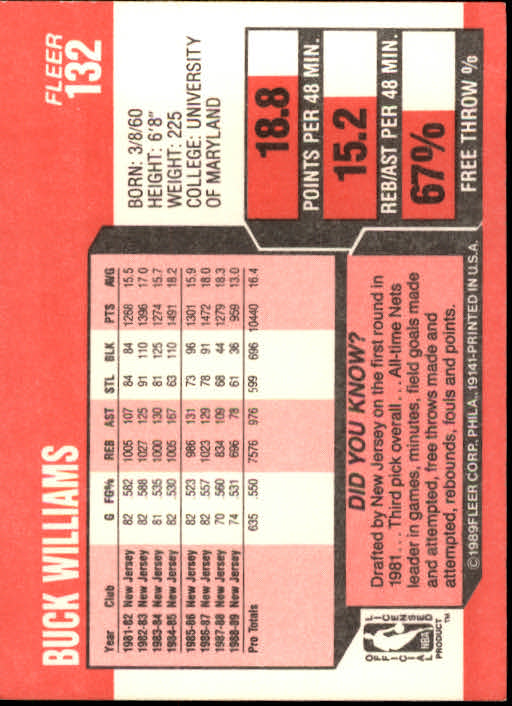 BUCK WILLIAMS
FLEER
132
Year Club G FG% REB AST STL BLK PTS AVG
1981-82 New Jersey 82 .582 1005 107 84 84 1268 15.5
1982-83 New Jersey 82 .588 1027 125 91 110 1396 17.0
1983-84 New Jersey 81 .535 1000 130 81 125 1274 15.7
1984-85 New Jersey 82 .530 1005 167 63 110 1491 18.2
1985-86 New Jersey 82 .523 986 131 73 96 1301 15.9
1986-87 New Jersey 82 .557 1023 129 78 91 1472 18.0
1987-88 New Jersey 70 .560 834 109 68 44 1279 18.3
1988-89 New Jersey 74 .531 696 78 61 36 959 13.0
Pro Totals 635 .550 7576 976 599 696 10440 16.4
BORN: 3/8/60
HEIGHT: 6'8"
WEIGHT: 225
COLLEGE: UNIVERSITY
OF MARYLAND
18.8
POINTS PER 48 MIN.
15.2
REB/AST PER 48 MIN.
67%
FREE THROW %
DID YOU KNOW?
Drafted by New Jersey on the first round in
1981 . . . Third pick overall . . . All-time Nets
leader in games, minutes, field goals made
and attempted, free throws made and
attempted, rebounds, fouls and points.
OFFICIAL
LICENSED
NBA
PRODUCT
©1989 FLEER CORP., PHILA., 19141-PRINTED IN U.S.A.